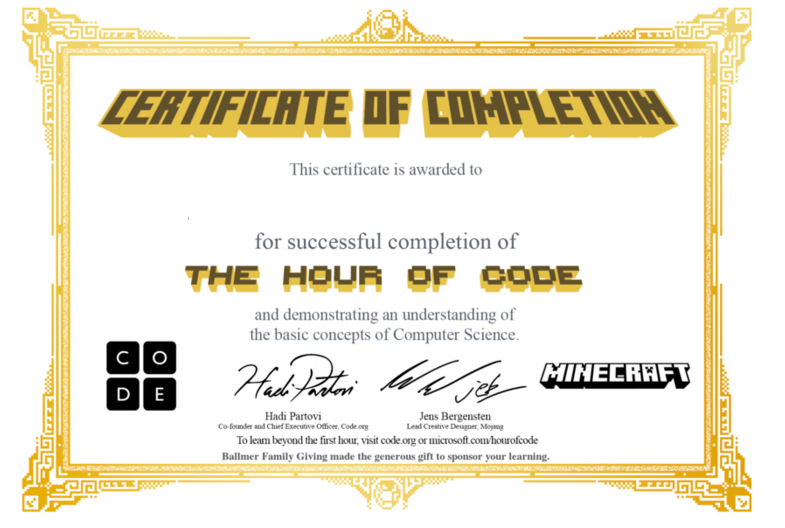 CERTIFICATE OF COMPLETION
This certificate is awarded to
for successful completion of
THE HOUR OF CODE
and demonstrating an understanding of
the basic concepts of Computer Science.
C O
D E
Hadi Partovi
jeb
MINECRAFT
Hadi Partovi
Jens Bergensten
Co-founder and Chief Executive Officer, Code.org
Lead Creative Designer, Mojang
To learn beyond the first hour, visit code.org or microsoft.com/hourofcode
Ballmer Family Giving made the generous gift to sponsor your learning.